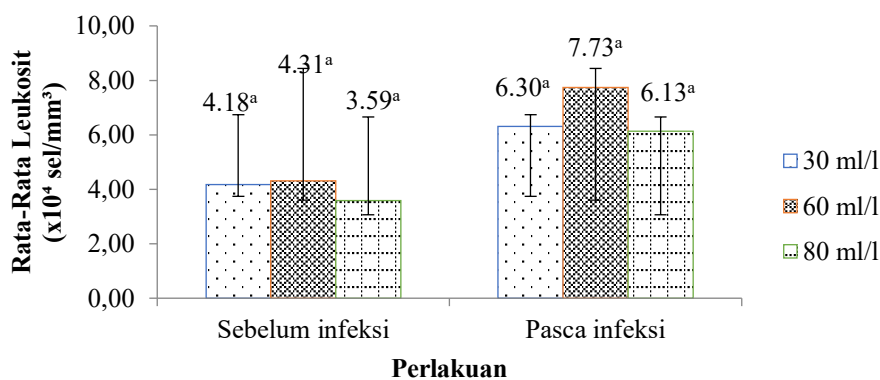 Rata-Rata Leukosit
(x10⁴ sel/mm³)
10,00
8,00
6,00
4,00
2,00
0,00
4.18ᵃ
4.31ᵃ
3.59ᵃ
6.30ᵃ
7.73ᵃ
6.13ᵃ
Sebelum infeksi
Pasca infeksi
Perlakuan
30 ml/l
60 ml/l
80 ml/l